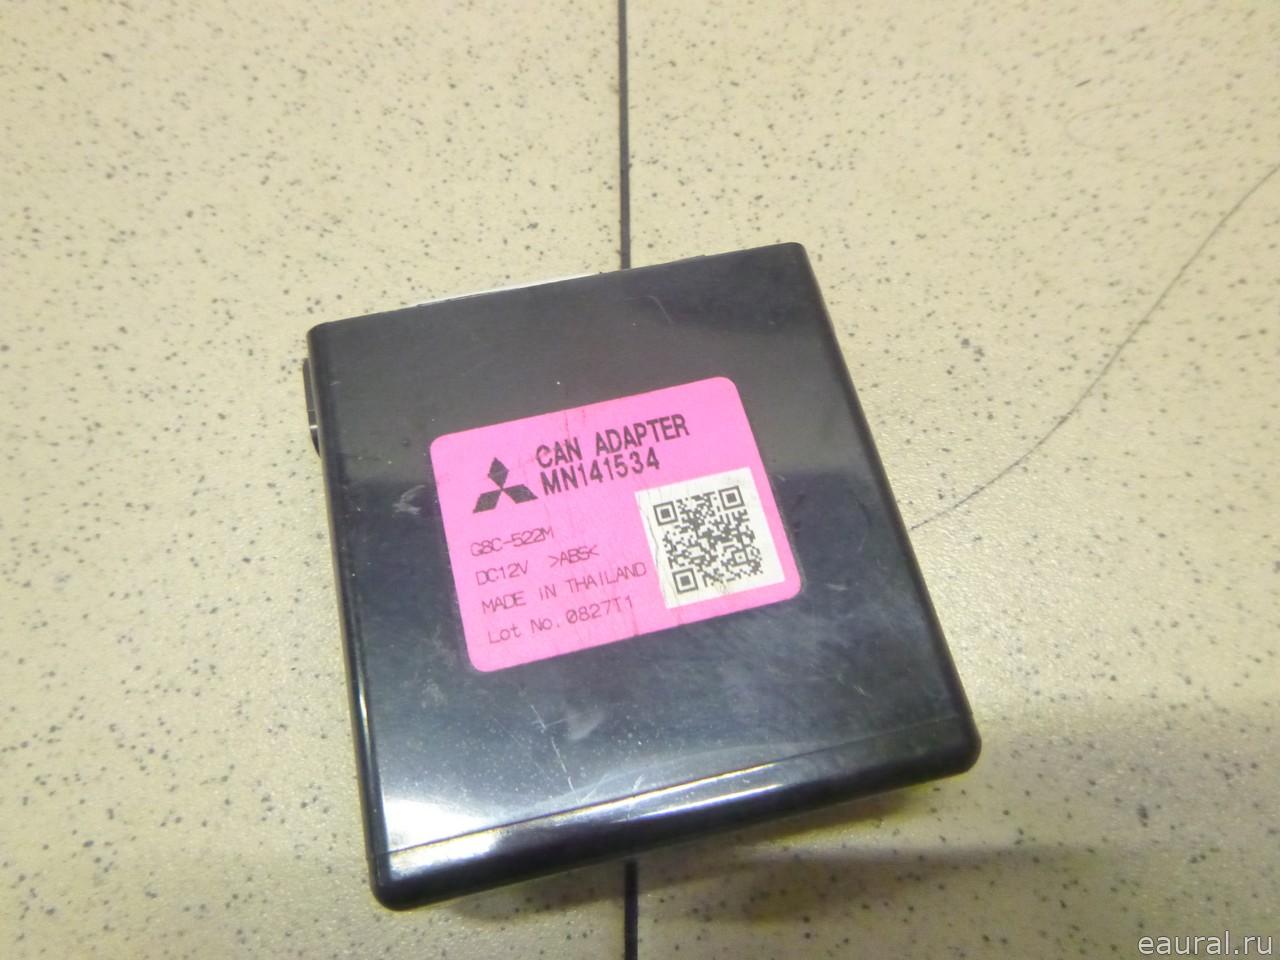 CAN ADAPTER
MN141534
G8C-522M
DC12V >ABS<
MADE IN THAILAND
Lot No. 0827T1
eaural.ru